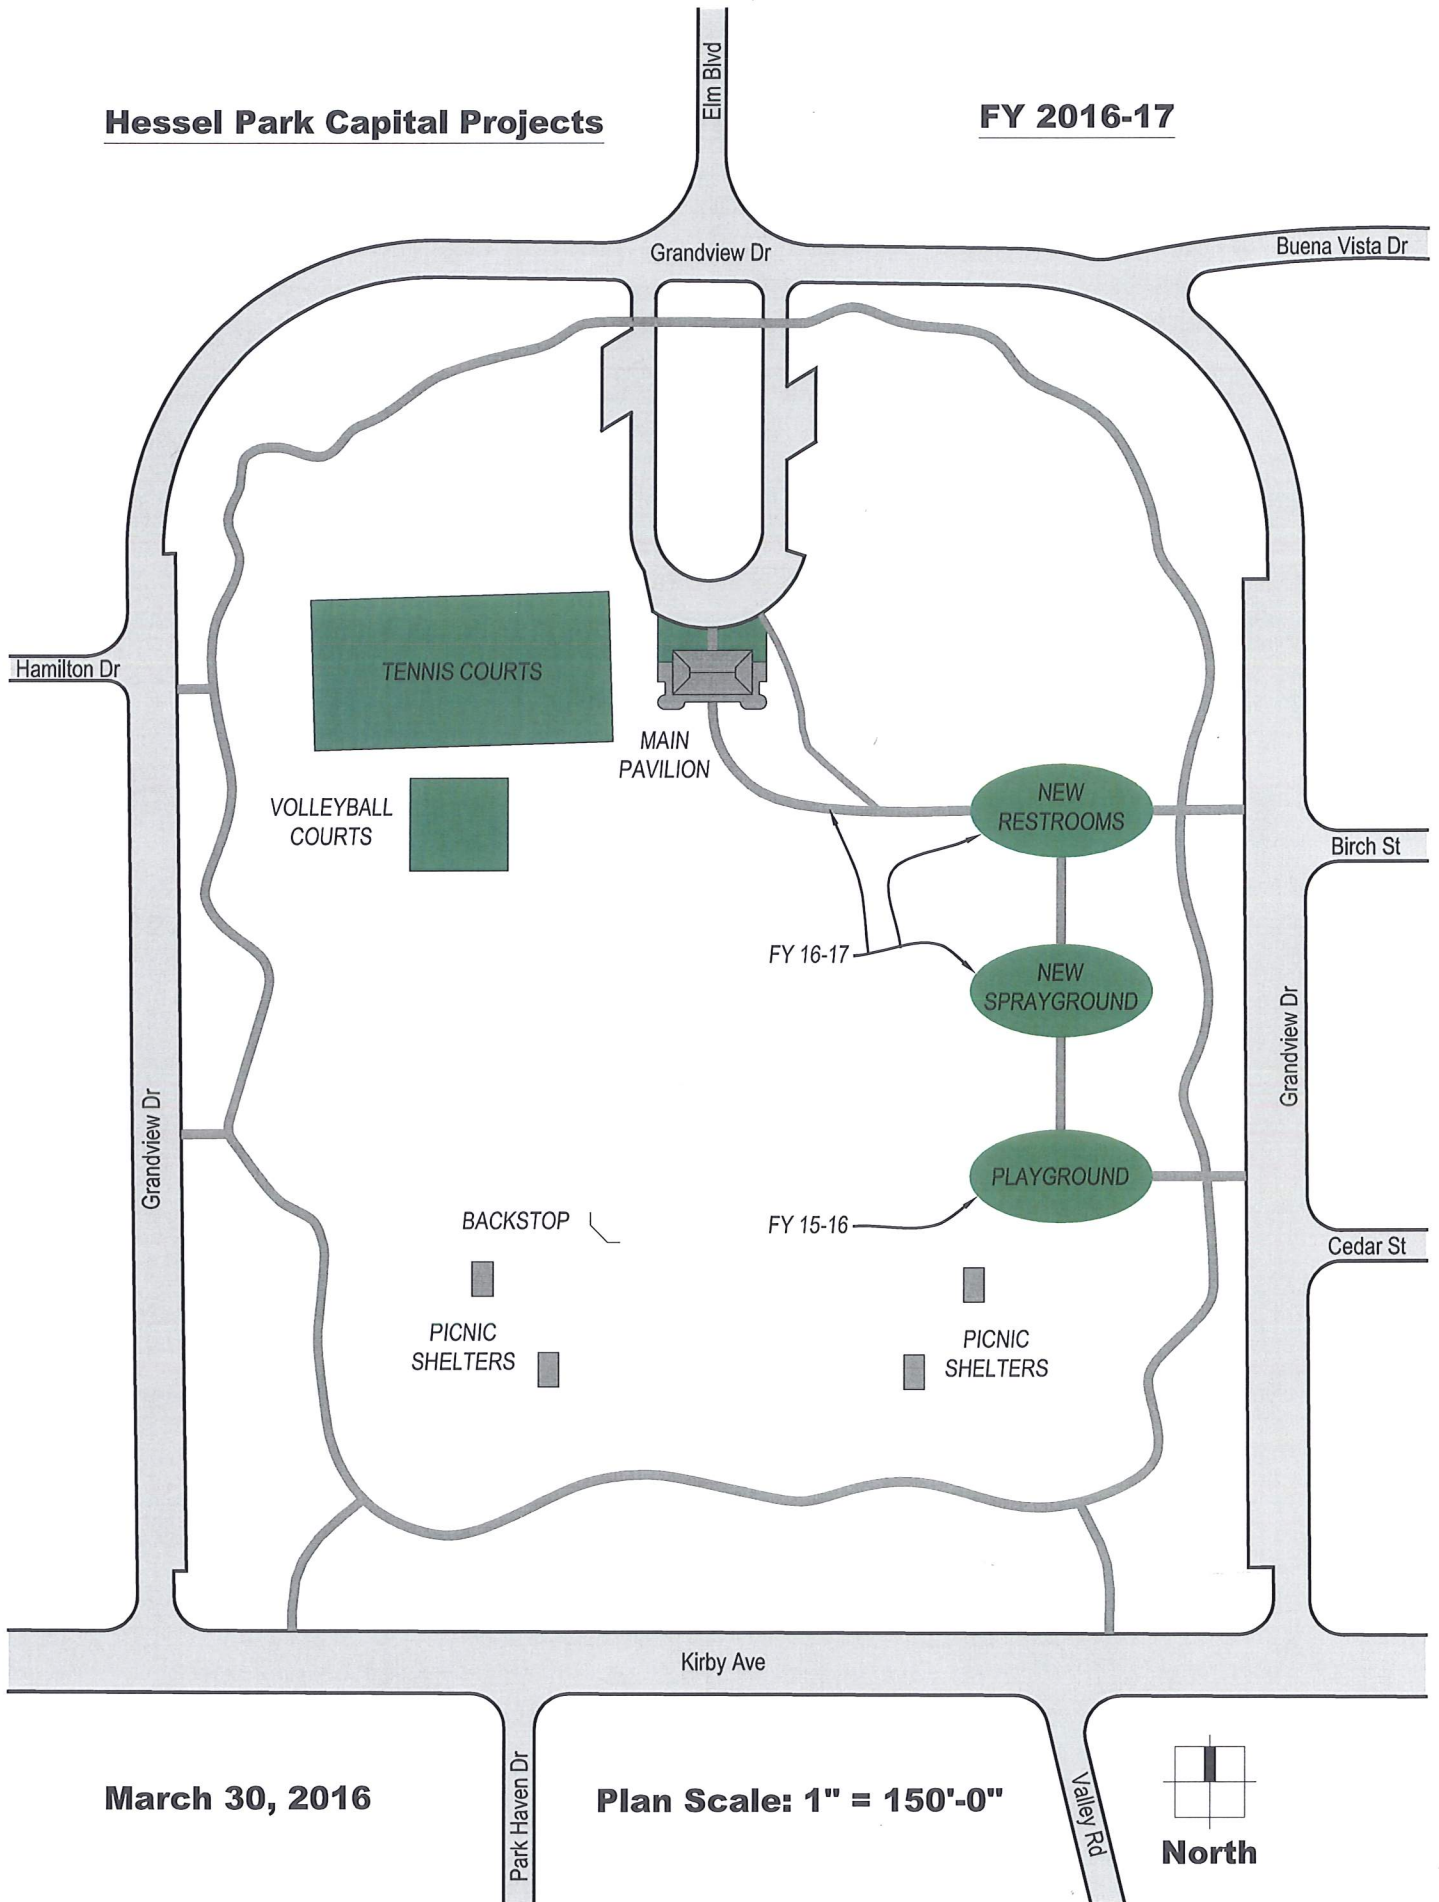 Elm Blvd
Hessel Park Capital Projects
FY 2016-17
Grandview Dr
Buena Vista Dr
Hamilton Dr
TENNIS COURTS
MAIN
PAVILION
VOLLEYBALL
COURTS
NEW
RESTROOMS
Birch St
FY 16-17
NEW
SPRAYGROUND
Grandview Dr
Grandview Dr
PLAYGROUND
BACKSTOP
FY 15-16
Cedar St
PICNIC
SHELTERS
PICNIC
SHELTERS
Kirby Ave
March 30, 2016
Park Haven Dr
Plan Scale: 1" = 150'-0"
Valley Rd
North